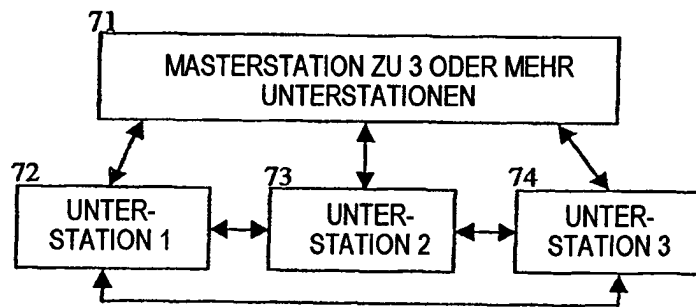 71
MASTERSTATION ZU 3 ODER MEHR
UNTERSTATIONEN
72
UNTER-
STATION 1
73
UNTER-
STATION 2
74
UNTER-
STATION 3